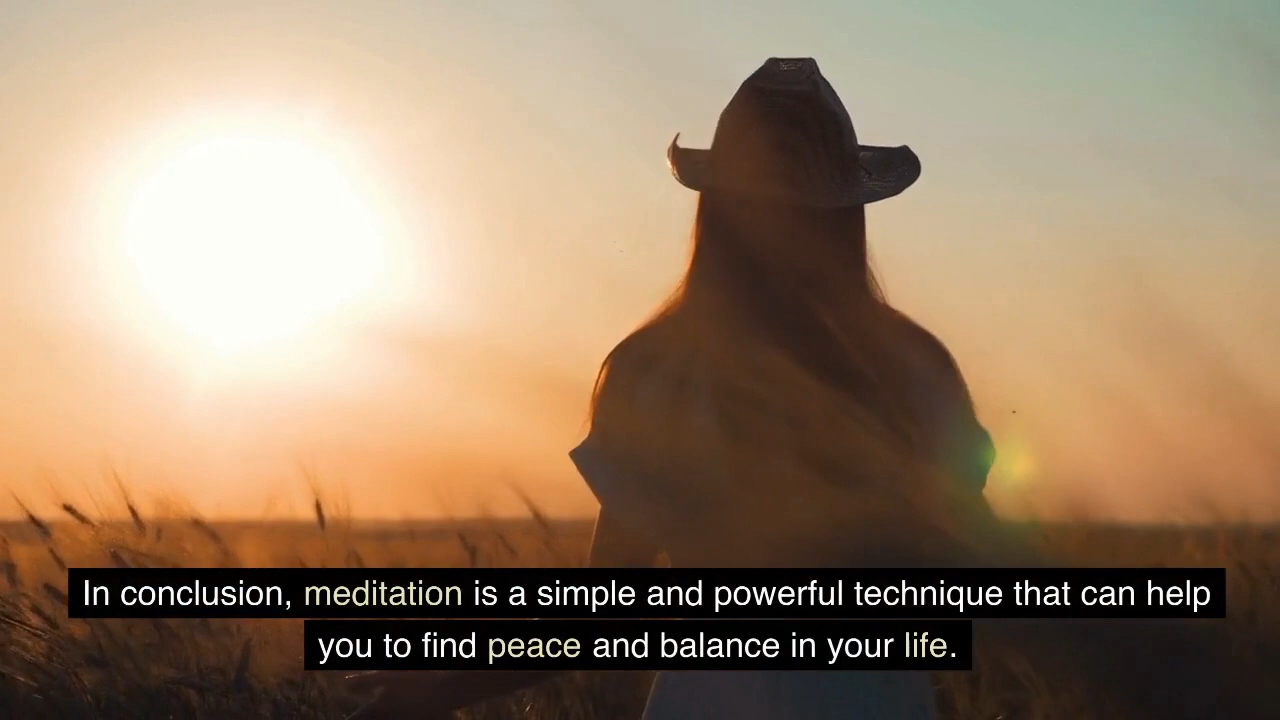 In conclusion, meditation is a simple and powerful technique that can help
you to find peace and balance in your life.